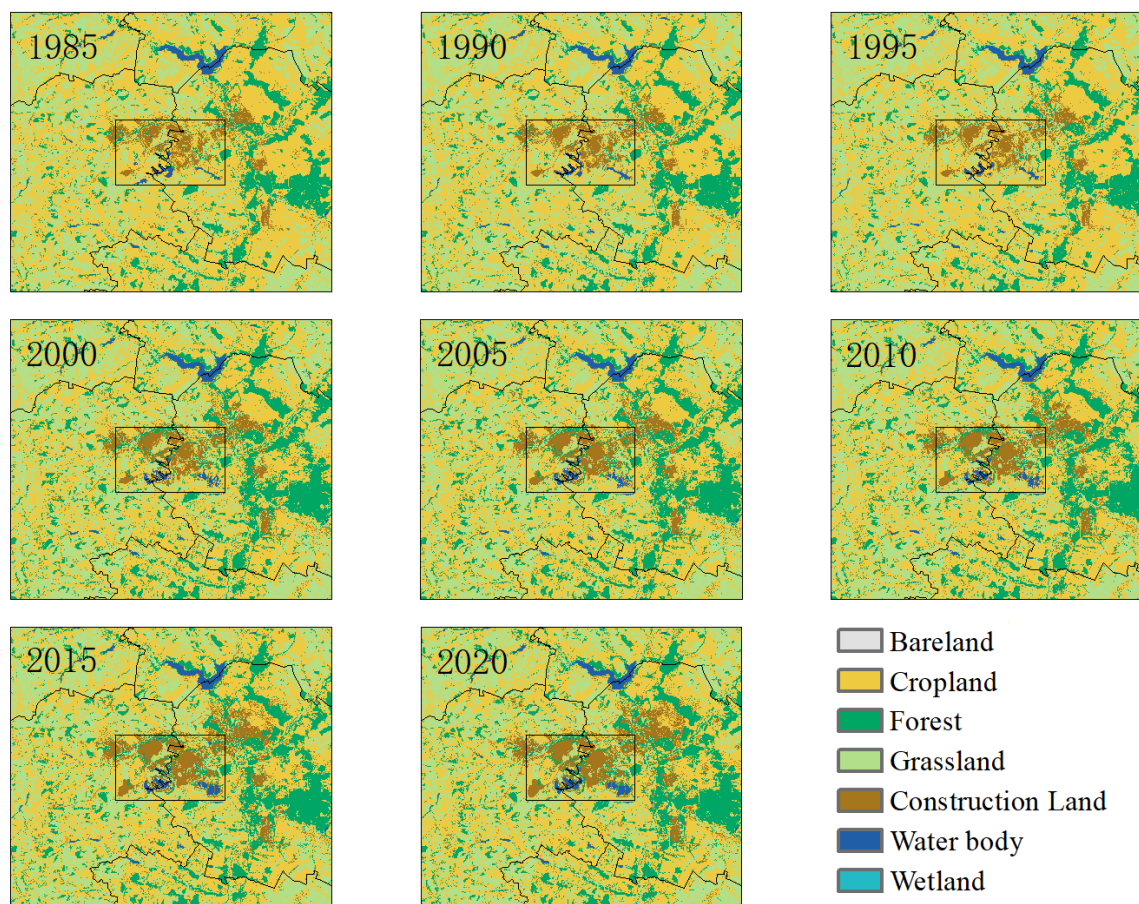 1985
1990
1995
2000
2005
2010
2015
2020
Bareland
Cropland
Forest
Grassland
Construction Land
Water body
Wetland